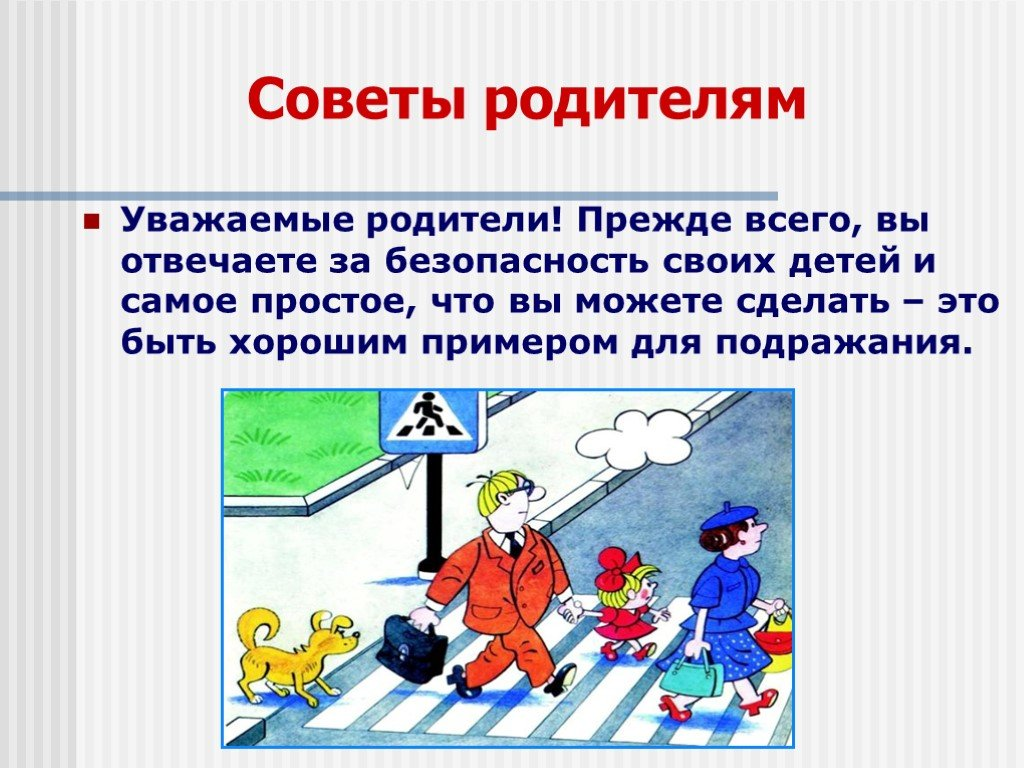 Советы родителям
Уважаемые родители! Прежде всего, вы
отвечаете за безопасность своих детей и
самое простое, что вы можете сделать – это
быть хорошим примером для подражания.